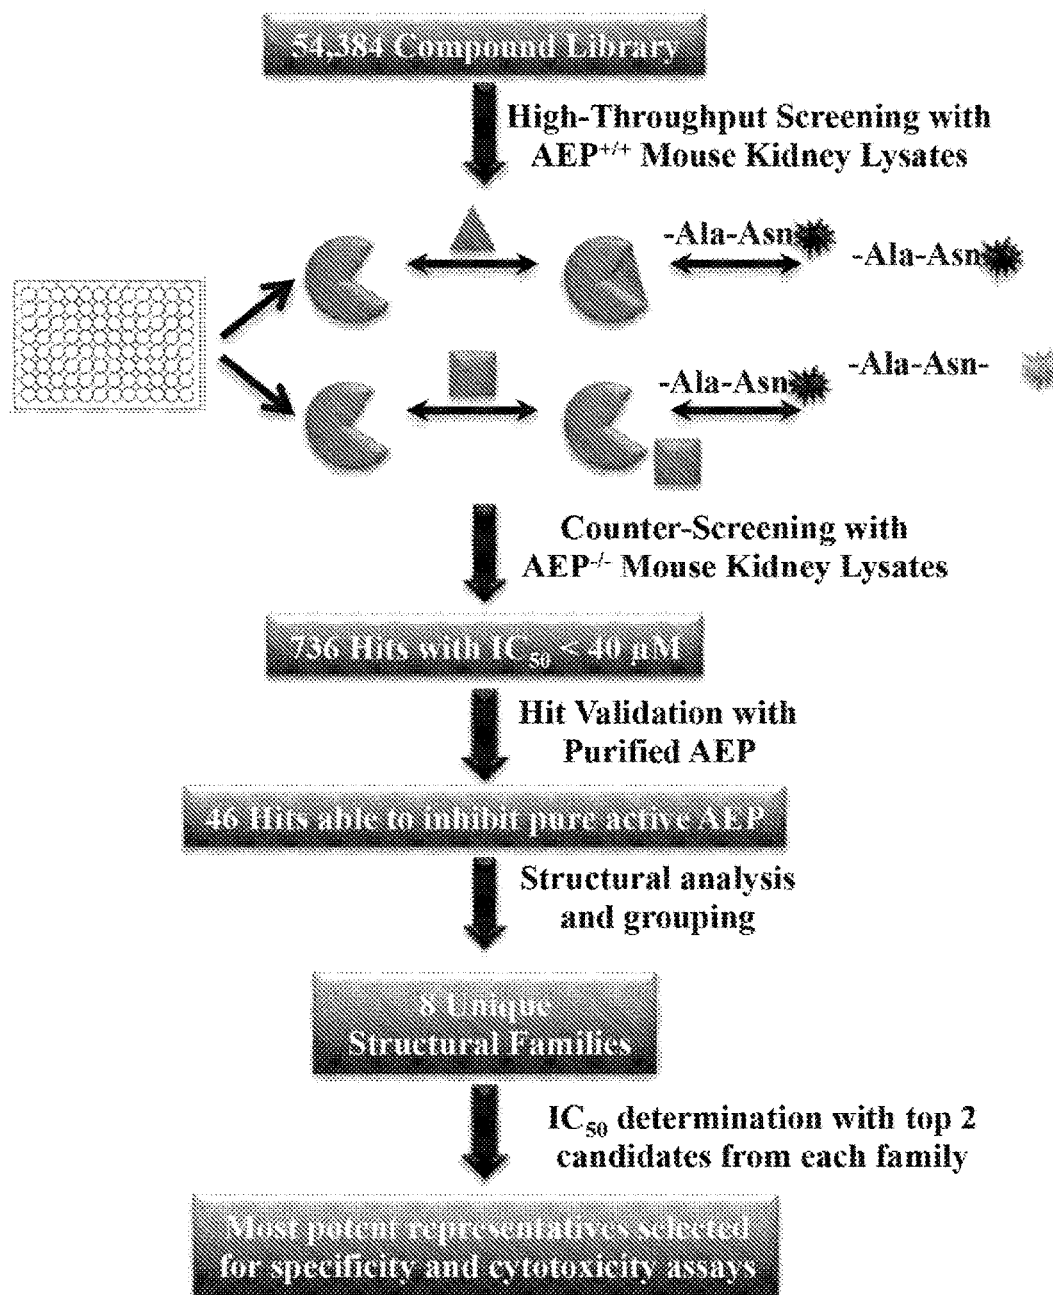 54,384 Compound Library
High-Throughput Screening with
AEP+/+ Mouse Kidney Lysates
-Ala-Asn
-Ala-Asn
-Ala-Asn
-Ala-Asn-
Counter-Screening with
AEP-/- Mouse Kidney Lysates
736 Hits with IC50 < 40 µM
Hit Validation with
Purified AEP
46 Hits able to inhibit pure active AEP
Structural analysis
and grouping
8 Unique
Structural Families
IC50 determination with top 2
candidates from each family
Most potent representatives selected
for specificity and cytotoxicity assays